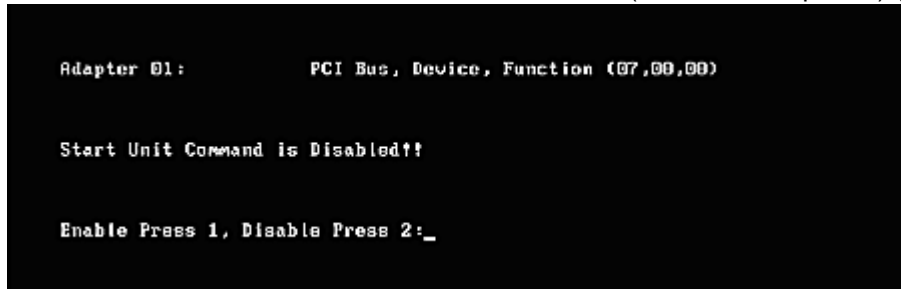 Adapter 01: PCI Bus, Device, Function (07,00,00)
Start Unit Command is Disabled!!
Enable Press 1, Disable Press 2:_